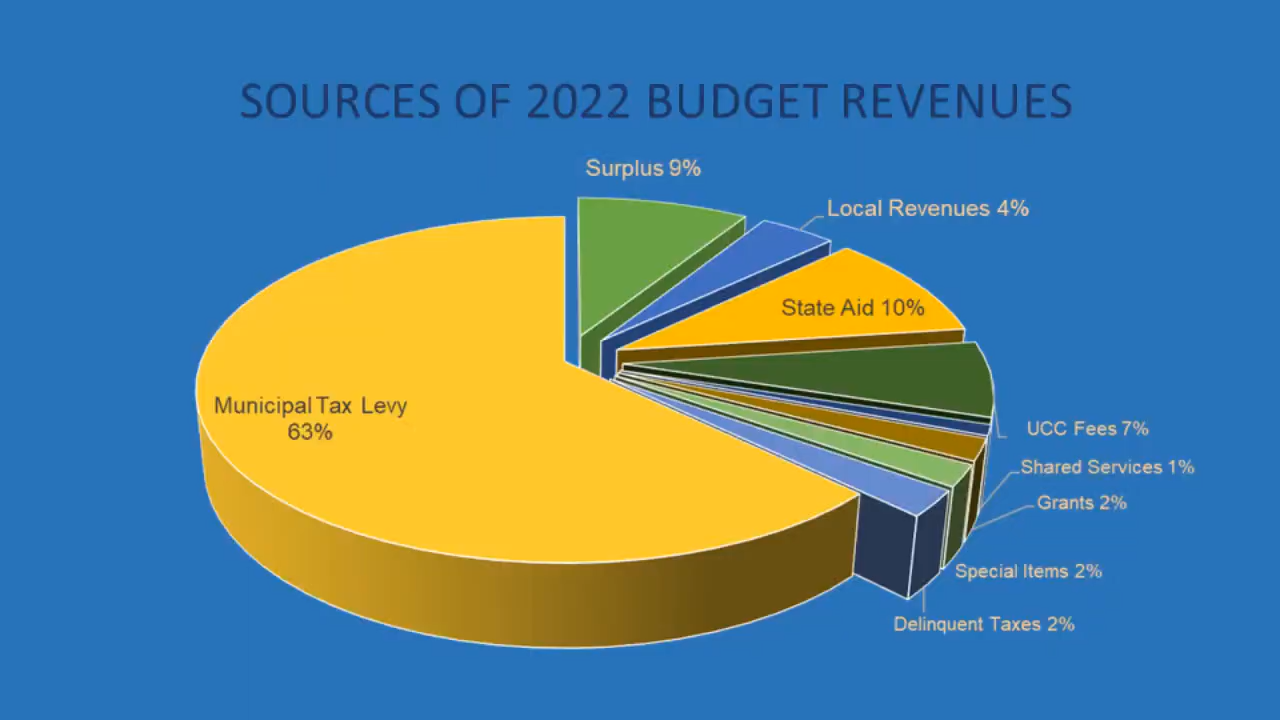 SOURCES OF 2022 BUDGET REVENUES
Surplus 9%
Local Revenues 4%
State Aid 10%
Municipal Tax Levy
63%
UCC Fees 7%
Shared Services 1%
Grants 2%
Special Items 2%
Delinquent Taxes 2%